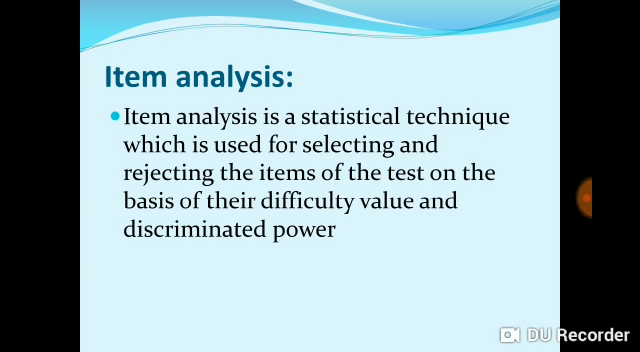 Item analysis:
Item analysis is a statistical technique
which is used for selecting and
rejecting the items of the test on the
basis of their difficulty value and
discriminated power
DU Recorder